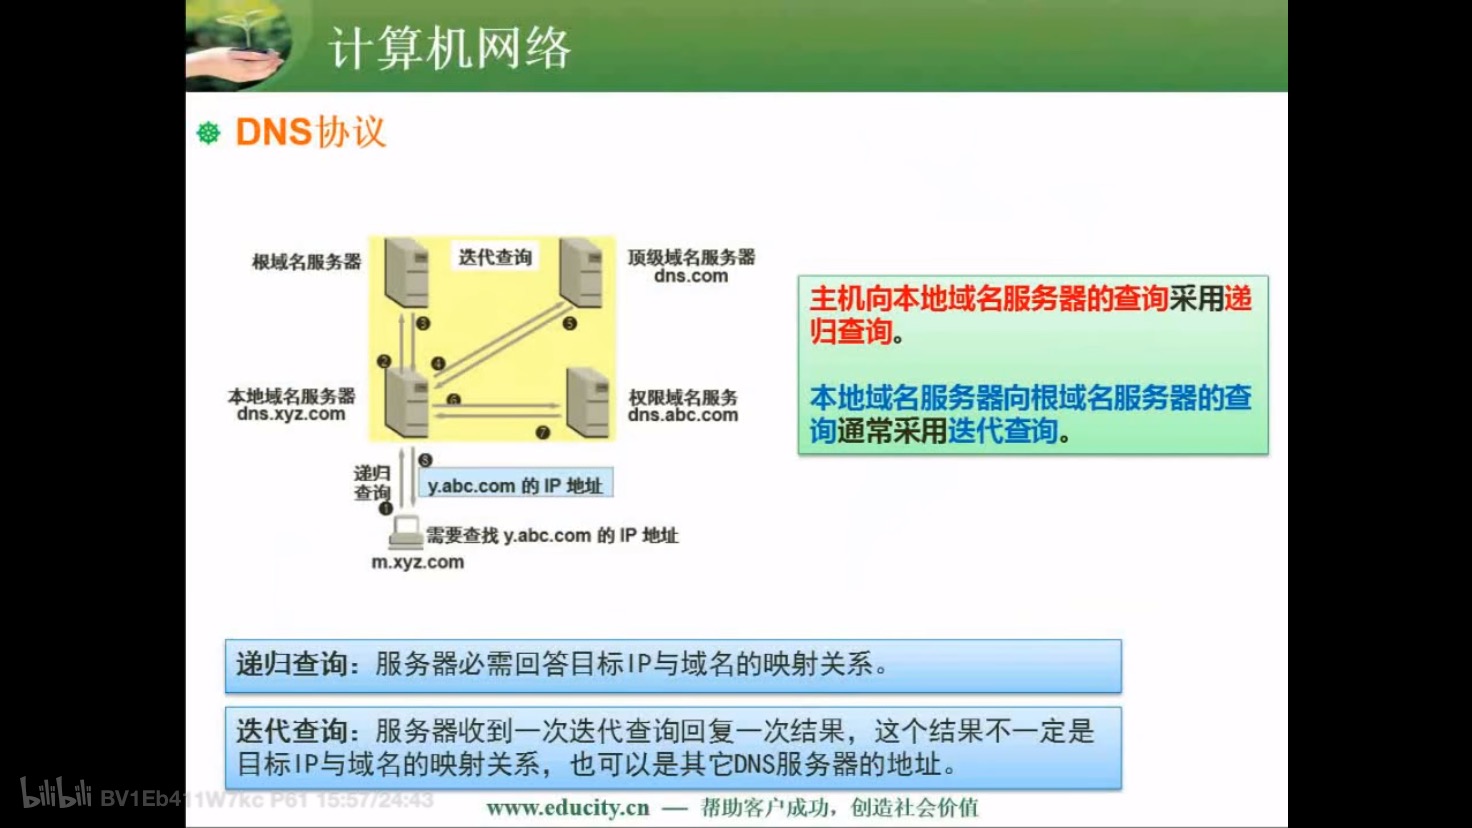 计算机网络
DNS协议
根域名服务器
迭代查询
顶级域名服务器
dns.com
❸
❺
❷
❹
本地域名服务器
dns.xyz.com
❻
权限域名服务
dns.abc.com
❼
递归
查询
❽
y.abc.com 的 IP 地址
❶
需要查找 y.abc.com 的 IP 地址
m.xyz.com
主机向本地域名服务器的查询采用递
归查询。
本地域名服务器向根域名服务器的查
询通常采用迭代查询。
递归查询：服务器必需回答目标IP与域名的映射关系。
迭代查询：服务器收到一次迭代查询回复一次结果，这个结果不一定是
目标IP与域名的映射关系，也可以是其它DNS服务器的地址。
bilibili BV1Eb411W7kc P61 15:57/24:43
www.educity.cn — 帮助客户成功，创造社会价值